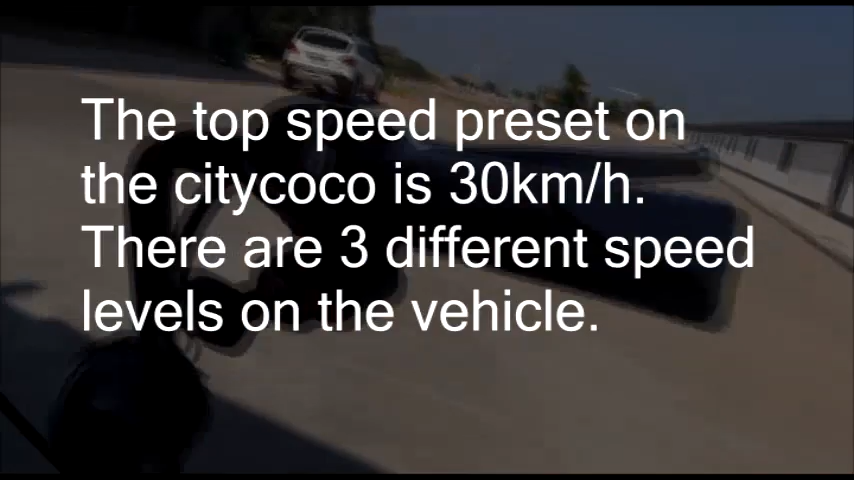 The top speed preset on
the citycoco is 30km/h.
There are 3 different speed
levels on the vehicle.